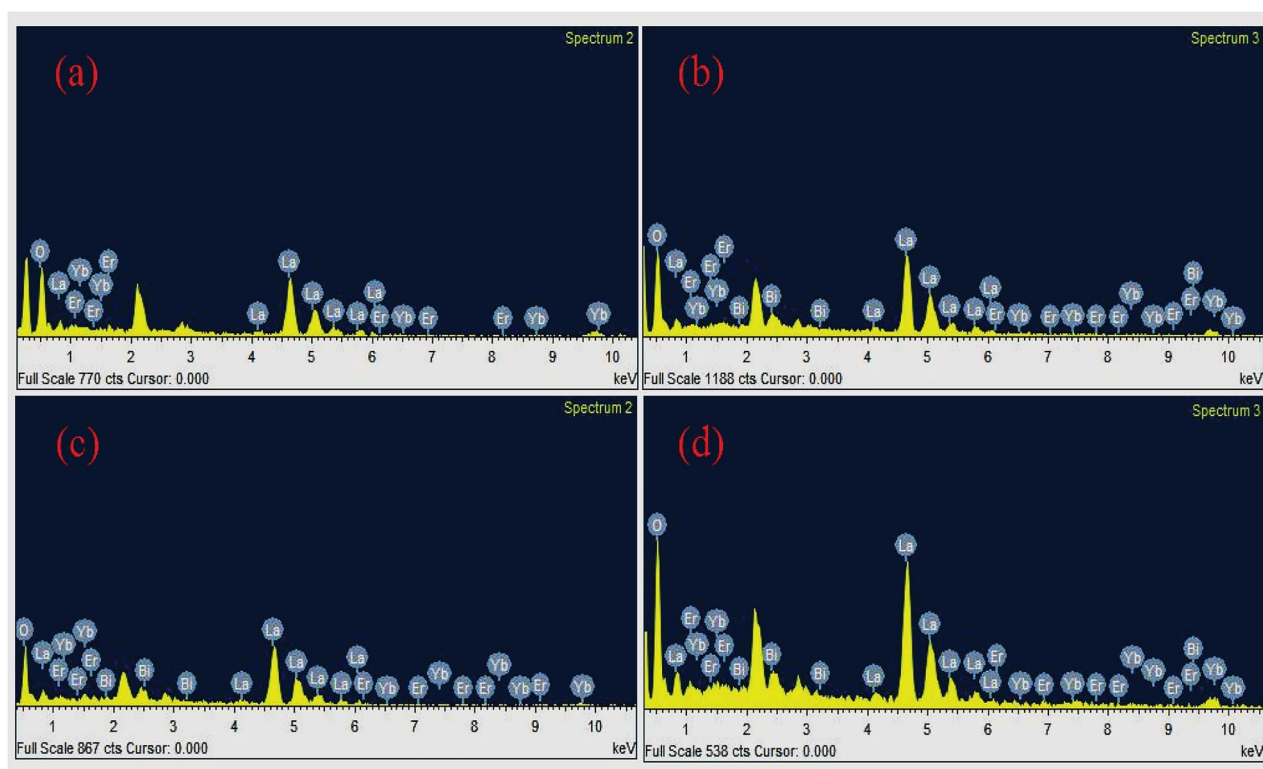 Spectrum 2
(a)
O La Er Yb Er Yb Er La La La La La La Er Yb Er Er Yb Yb
1 2 3 4 5 6 7 8 9 10
Full Scale 770 cts Cursor: 0.000 keV
Spectrum 3
(b)
O La Er Yb Er Yb Er Bi Bi Bi La La La La La La Er Yb Er Yb Er Er Yb Yb Er Er Bi Yb Yb
1 2 3 4 5 6 7 8 9 10
Full Scale 1188 cts Cursor: 0.000 keV
Spectrum 2
(c)
O La Er Yb Er Yb Er Bi Bi Bi La La La La La La Er Yb Er Yb Er Er Yb Yb Er Yb
1 2 3 4 5 6 7 8 9 10
Full Scale 867 cts Cursor: 0.000 keV
Spectrum 3
(d)
O La Er Yb Er Yb Er Bi Bi Bi La La La La La La Er Yb Er Yb Er Er Yb Yb Er Er Bi Yb Yb
1 2 3 4 5 6 7 8 9 10
Full Scale 538 cts Cursor: 0.000 keV